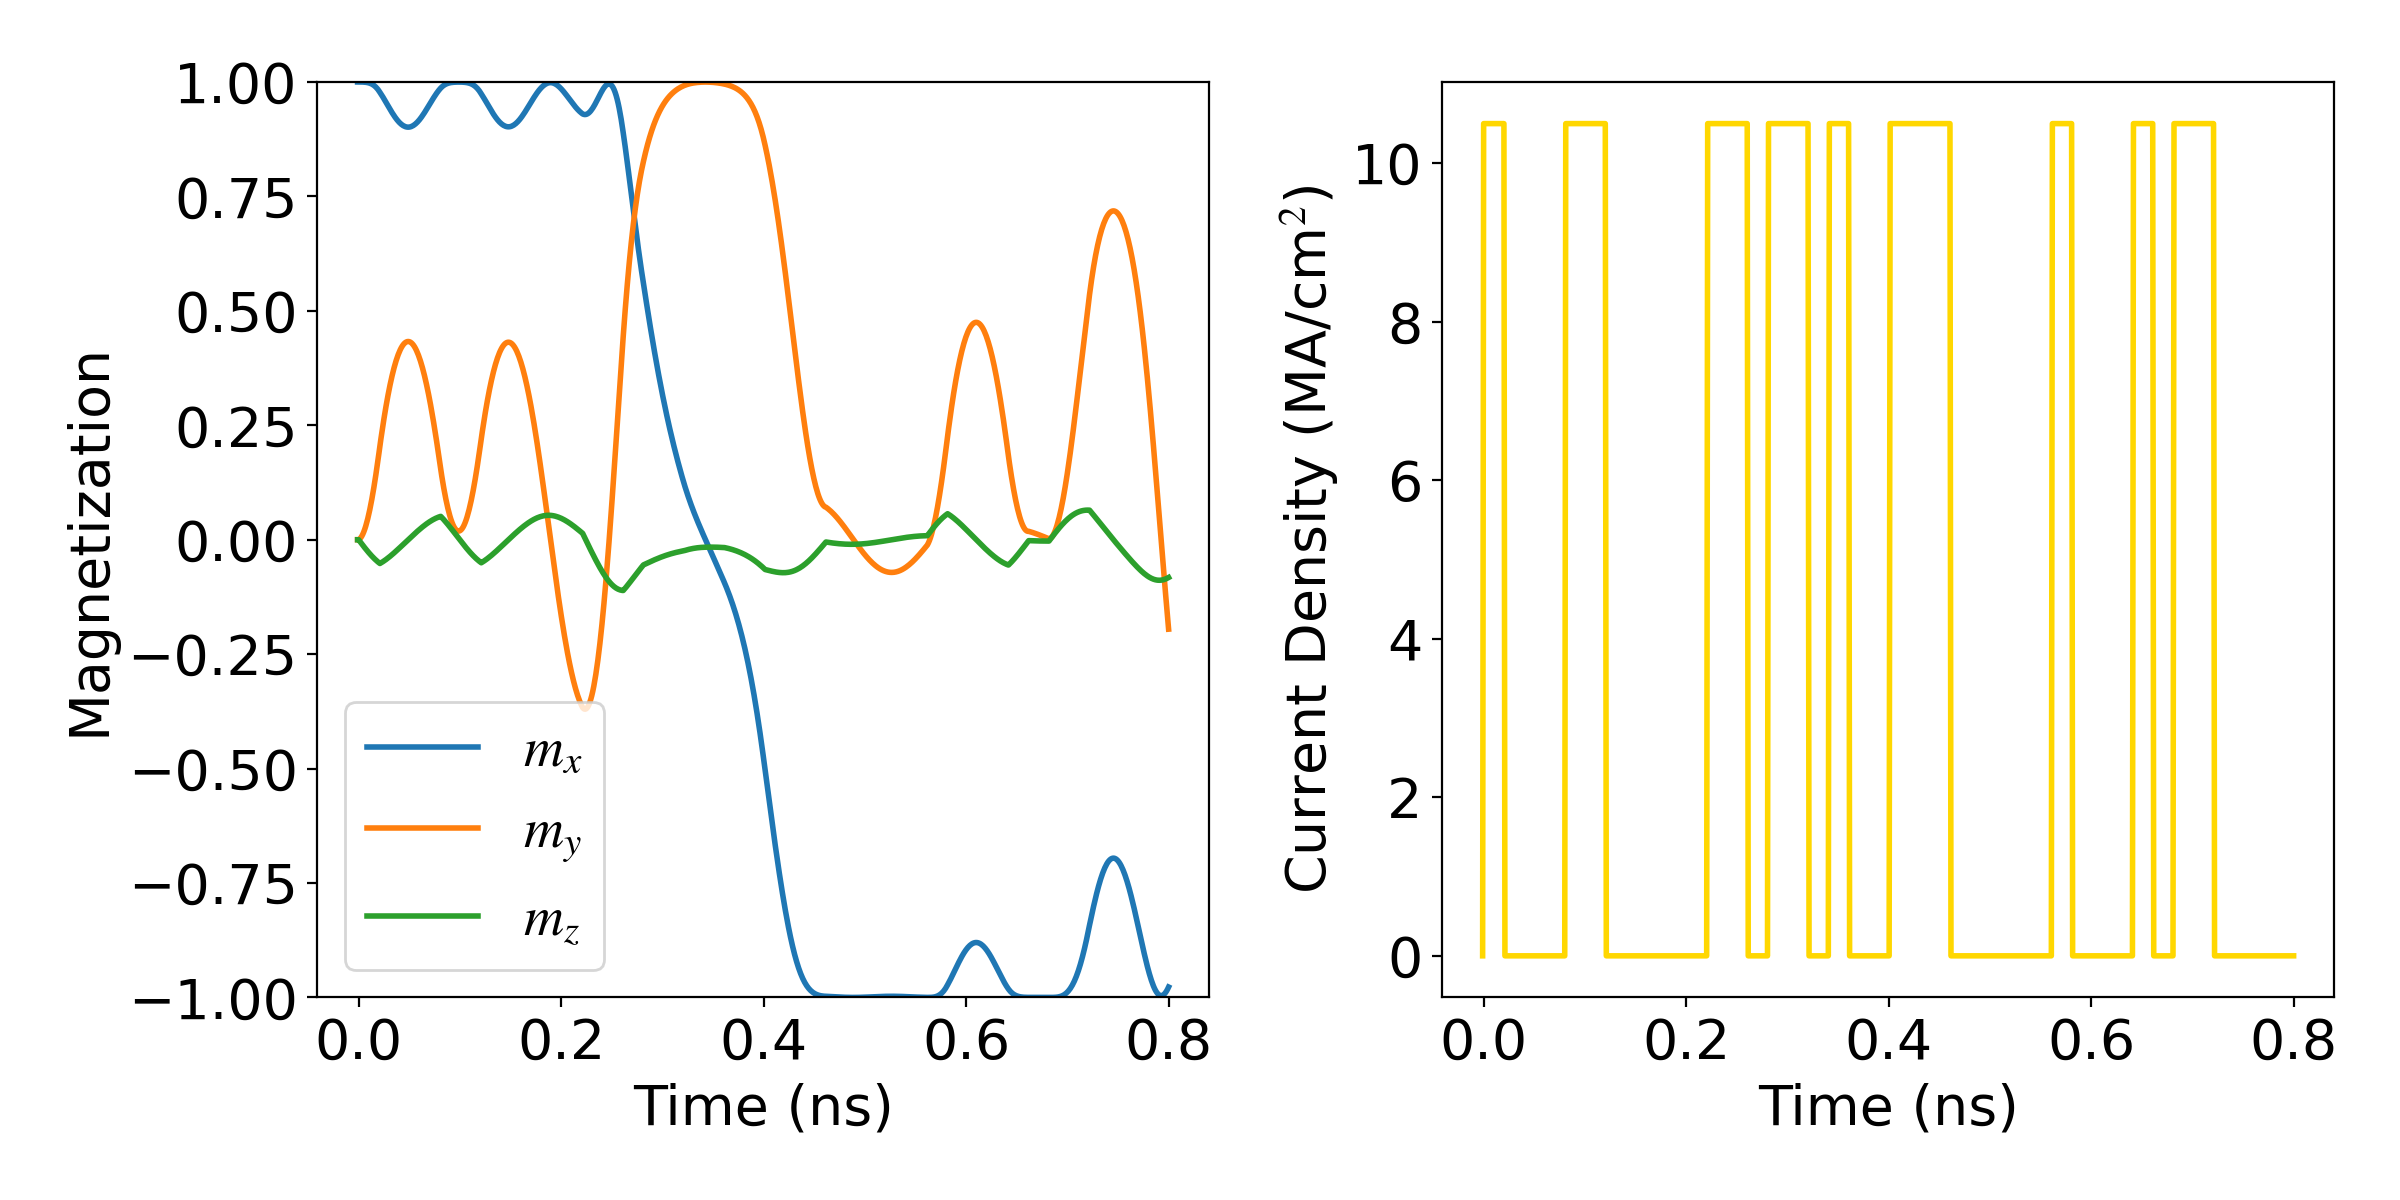 Magnetization
1.00
0.75
0.50
0.25
0.00
−0.25
−0.50
−0.75
−1.00
m_x
m_y
m_z
0.0 0.2 0.4 0.6 0.8
Time (ns)
Current Density (MA/cm²)
10
8
6
4
2
0
0.0 0.2 0.4 0.6 0.8
Time (ns)